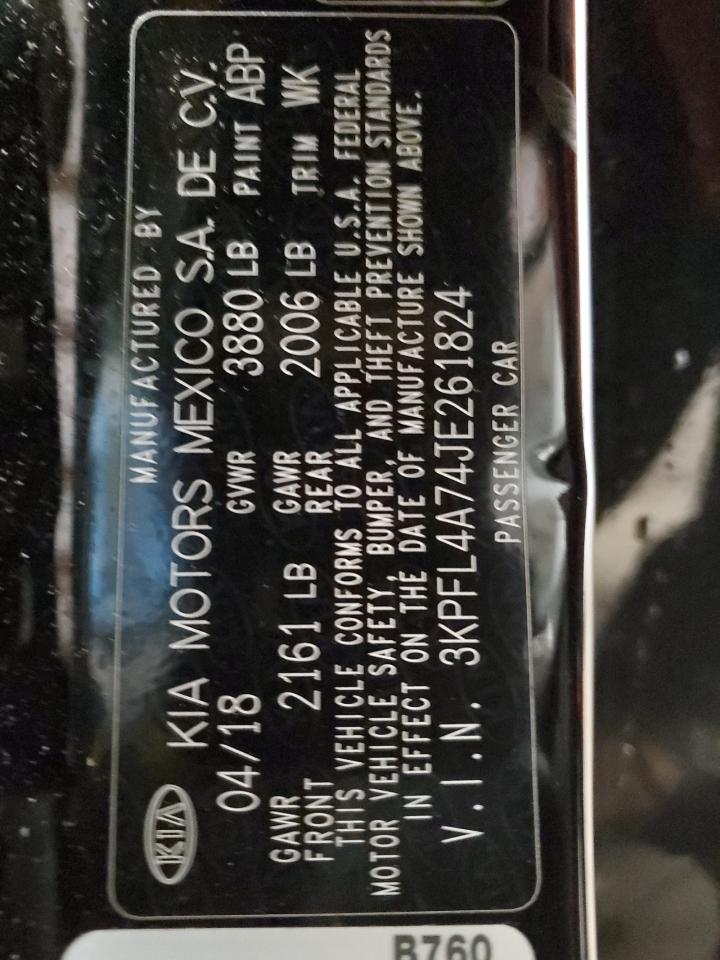 MANUFACTURED BY
KIA KIA MOTORS MEXICO S.A. DE C.V.
04/18 GVWR 3880 LB PAINT ABP
GAWR FRONT 2161 LB GAWR REAR 2006 LB TRIM WK
THIS VEHICLE CONFORMS TO ALL APPLICABLE U.S.A. FEDERAL
MOTOR VEHICLE SAFETY, BUMPER, AND THEFT PREVENTION STANDARDS
IN EFFECT ON THE DATE OF MANUFACTURE SHOWN ABOVE.
V.I.N. 3KPFL4A74JE261824
PASSENGER CAR
B760